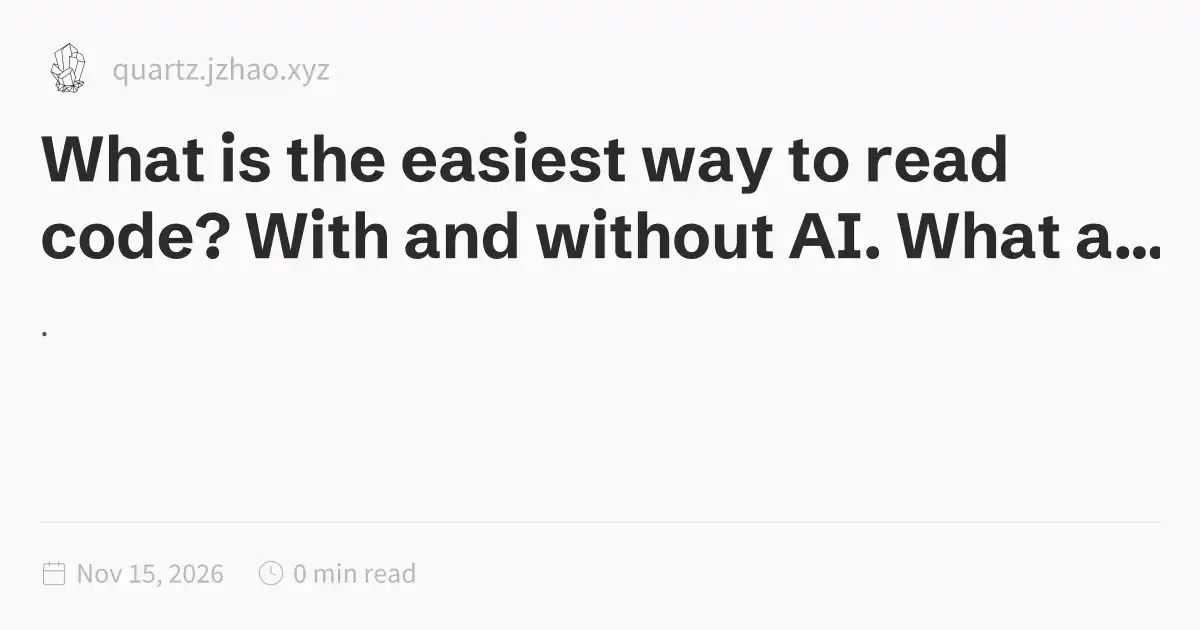 quartz.jzhao.xyz
What is the easiest way to read
code? With and without AI. What a...
.
Nov 15, 2026 0 min read